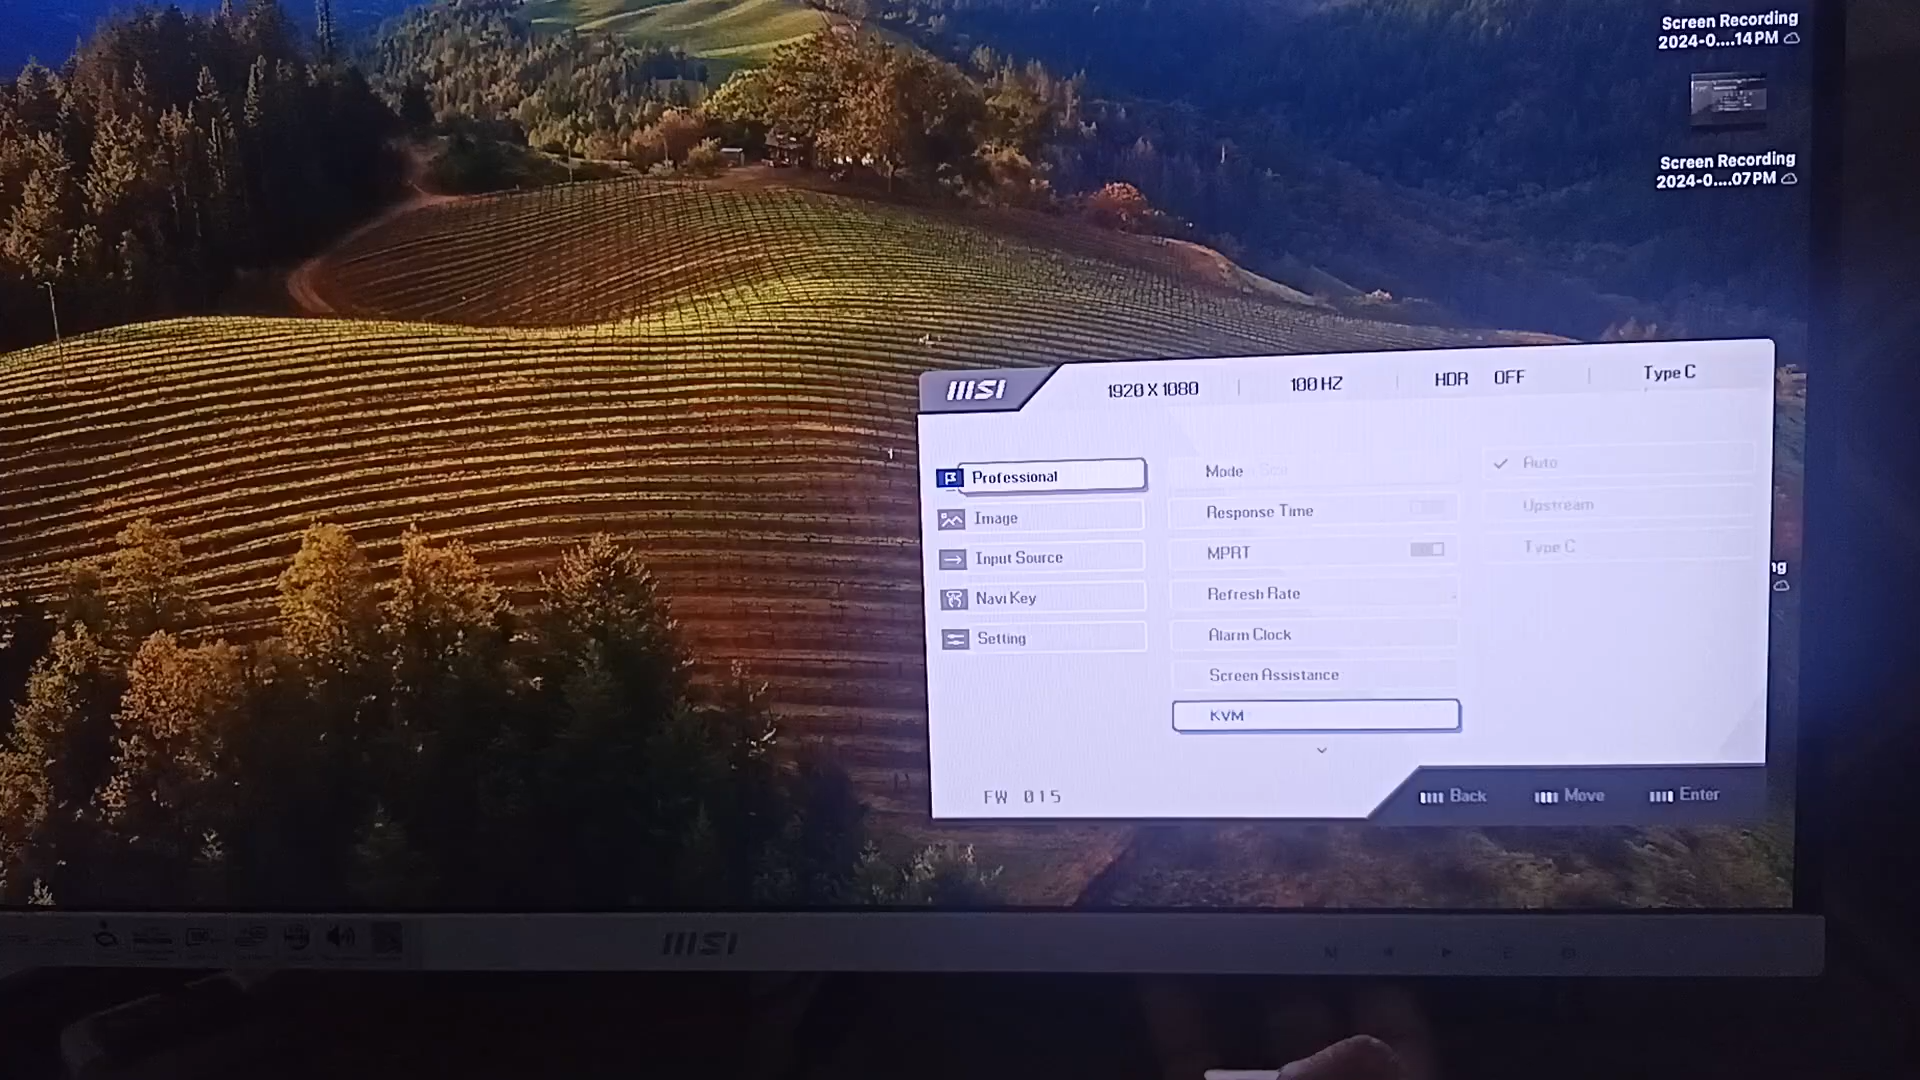 Screen Recording
2024-0....14PM
Screen Recording
2024-0....07PM
msi
1920 X 1080
100 HZ
HDR OFF
Type C
Professional
Image
Input Source
Navi Key
Setting
Mode
Response Time
MPRT
Refresh Rate
Alarm Clock
Screen Assistance
KVM
Auto
Upstream
Type C
ng
FW 015
Back
Move
Enter
msi